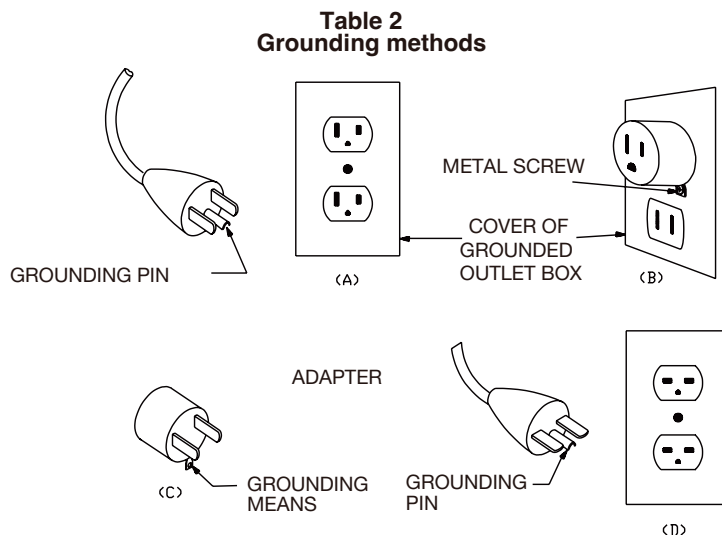 Table 2
Grounding methods
METAL SCREW
COVER OF
GROUNDED
OUTLET BOX
GROUNDING PIN
(A)
(B)
ADAPTER
GROUNDING
MEANS
GROUNDING
PIN
(C)
(D)